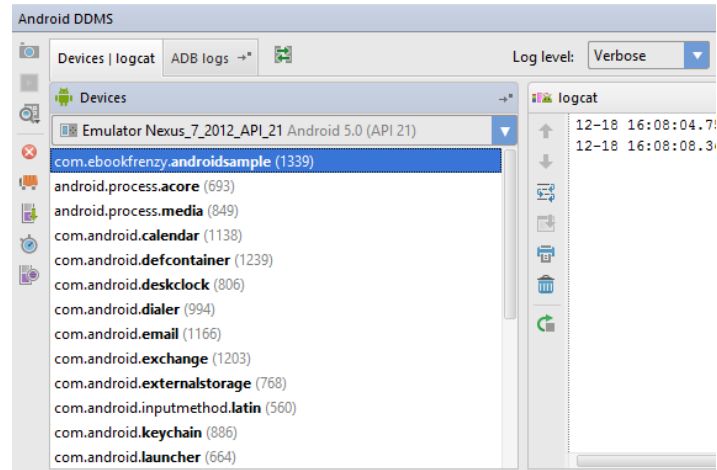 Android DDMS
Devices | logcat ADB logs Log level: Verbose
Devices
Emulator Nexus_7_2012_API_21 Android 5.0 (API 21)
com.ebookfrenzy.androidsample (1339)
android.process.acore (693)
android.process.media (849)
com.android.calendar (1138)
com.android.defcontainer (1239)
com.android.deskclock (806)
com.android.dialer (994)
com.android.email (1166)
com.android.exchange (1203)
com.android.externalstorage (768)
com.android.inputmethod.latin (560)
com.android.keychain (886)
com.android.launcher (664)
logcat
12-18 16:08:04.75
12-18 16:08:08.34